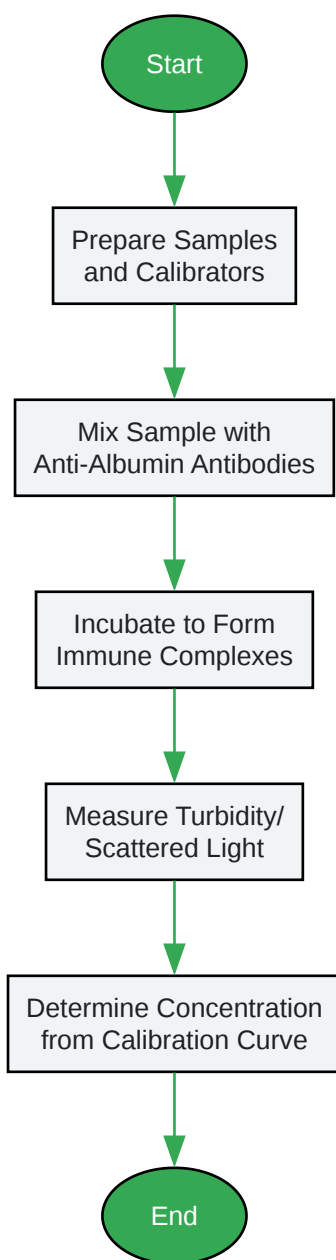 Start
Prepare Samples
and Calibrators
Mix Sample with
Anti-Albumin Antibodies
Incubate to Form
Immune Complexes
Measure Turbidity/
Scattered Light
Determine Concentration
from Calibration Curve
End